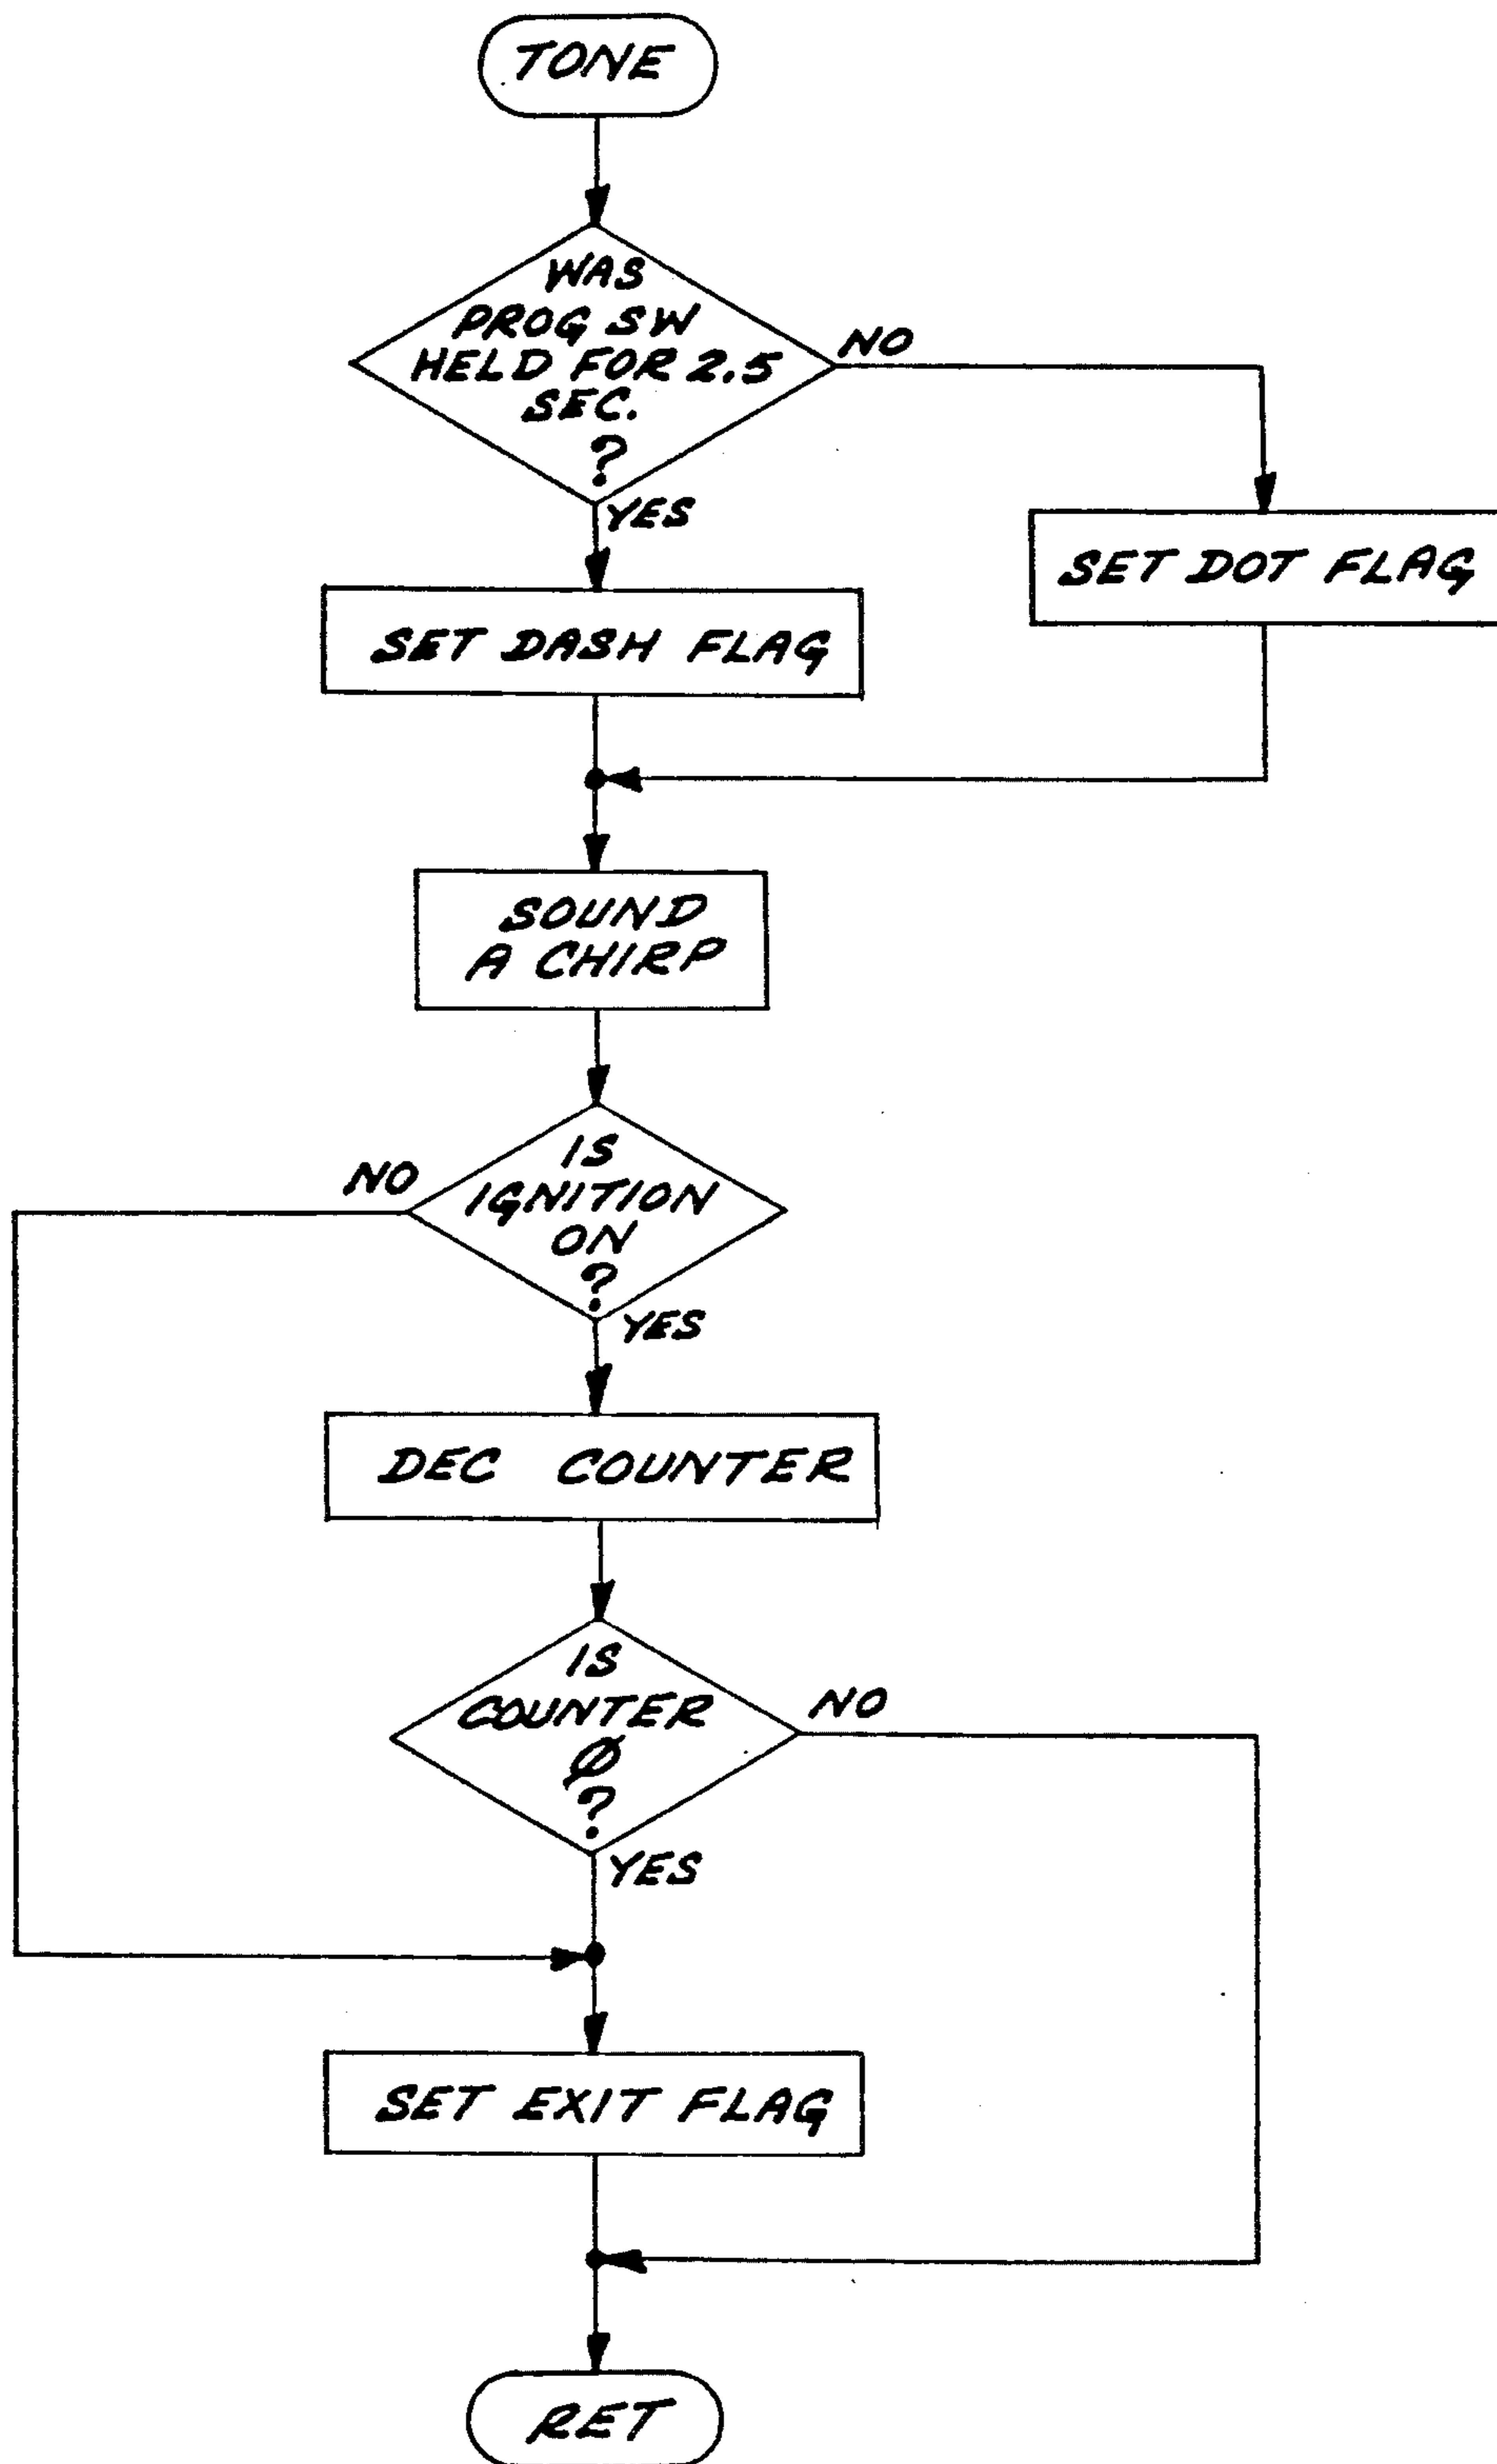 TONE
WAS
PROG SW
HELD FOR 2.5
SEC.
?
NO
YES
SET DOT FLAG
SET DASH FLAG
SOUND
A CHIRP
IS
IGNITION
ON
?
NO
YES
DEC COUNTER
IS
COUNTER
Ø
?
NO
YES
SET EXIT FLAG
RET